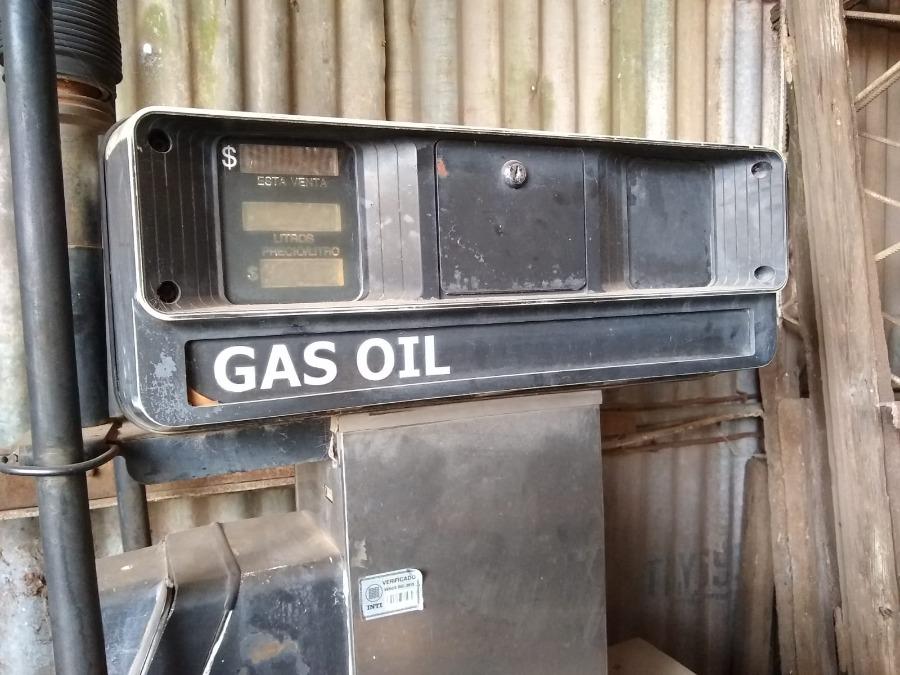 $
ESTA VENTA
LITROS
PRECIO/LITRO
$
GAS OIL
VERIFICADO
INTI